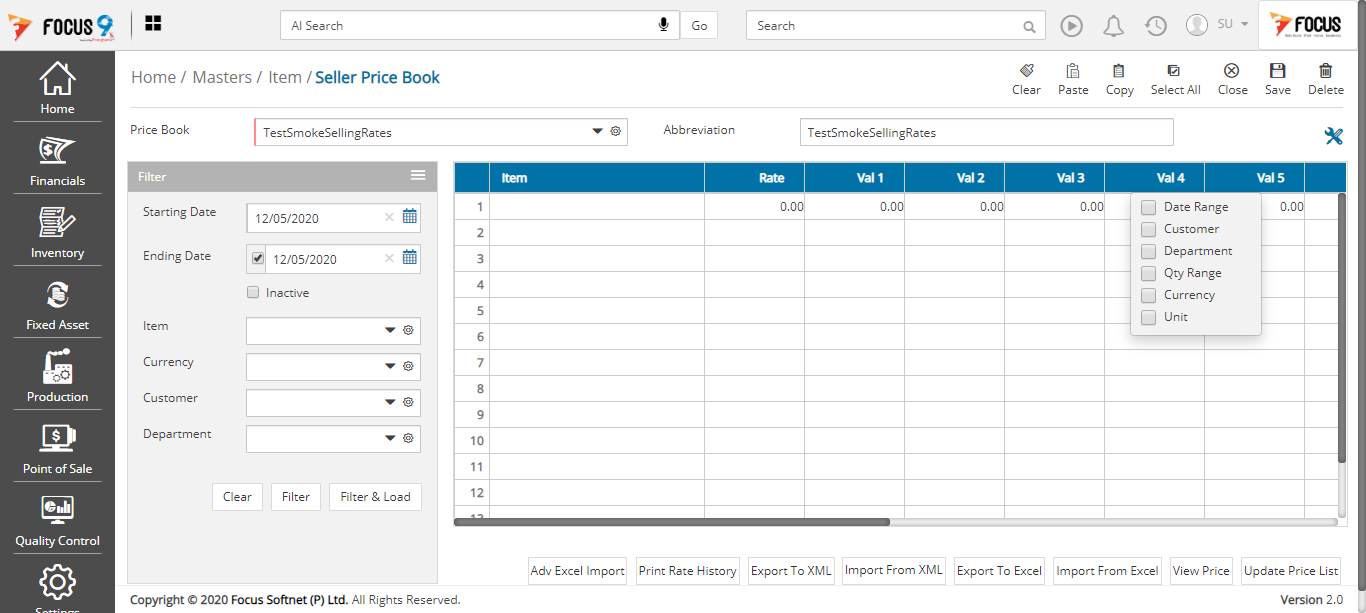 FOCUS 9
AI Search
Go
Search
SU
FOCUS
Home / Masters / Item / Seller Price Book
Clear
Paste
Copy
Select All
Close
Save
Delete
Home
Financials
Inventory
Fixed Asset
Production
Point of Sale
Quality Control
Settings
Price Book
TestSmokeSellingRates
Abbreviation
TestSmokeSellingRates
Filter
Starting Date
12/05/2020
Ending Date
12/05/2020
Inactive
Item
Currency
Customer
Department
Clear
Filter
Filter & Load
Item Rate Val 1 Val 2 Val 3 Val 4 Val 5
1 0.00 0.00 0.00 0.00 0.00
2
3
4
5
6
7
8
9
10
11
12
13
Date Range
Customer
Department
Qty Range
Currency
Unit
Adv Excel Import
Print Rate History
Export To XML
Import From XML
Export To Excel
Import From Excel
View Price
Update Price List
Copyright © 2020 Focus Softnet (P) Ltd. All Rights Reserved.
Version 2.0